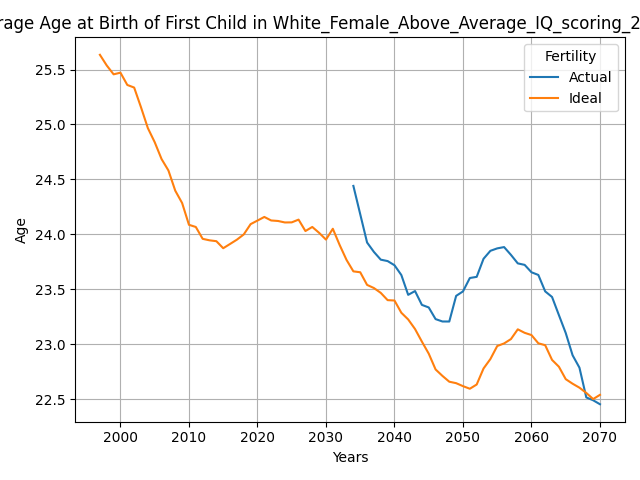 rage Age at Birth of First Child in White_Female_Above_Average_IQ_scoring_2
Fertility
Actual
Ideal
25.5
25.0
24.5
24.0
23.5
23.0
22.5
Age
2000 2010 2020 2030 2040 2050 2060 2070
Years